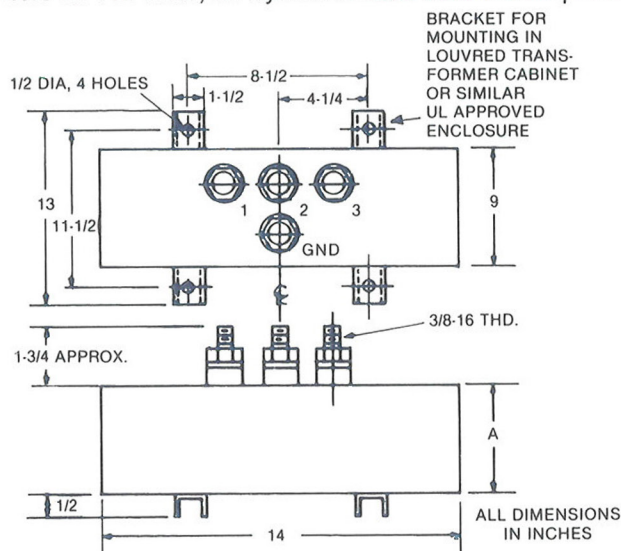 BRACKET FOR
MOUNTING IN
LOUVRED TRANS-
FORMER CABINET
OR SIMILAR
UL APPROVED
ENCLOSURE
1/2 DIA, 4 HOLES
8-1/2
1-1/2
4-1/4
13
11-1/2
9
1
2
3
GND
3/8-16 THD.
1-3/4 APPROX.
A
1/2
14
ALL DIMENSIONS
IN INCHES